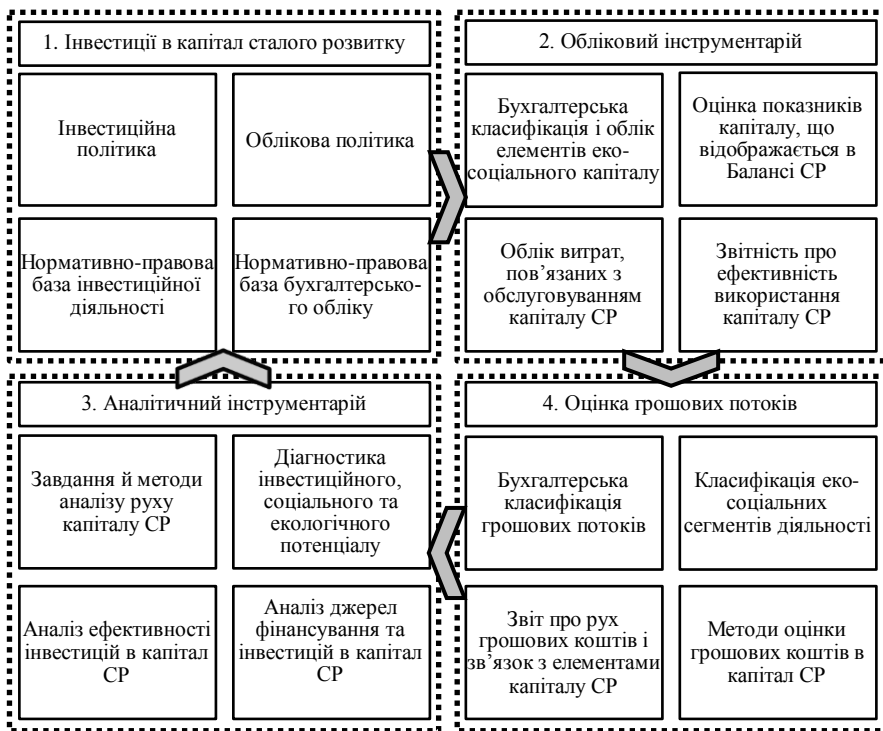 1. Інвестиції в капітал сталого розвитку
Інвестиційна
політика
Облікова політика
Нормативно-правова
база інвестиційної
діяльності
Нормативно-правова
база бухгалтерсько-
го обліку
2. Обліковий інструментарій
Бухгалтерська
класифікація і облік
елементів еко-
соціального капіталу
Оцінка показників
капіталу, що
відображається в
Балансі СР
Облік витрат,
пов’язаних з
обслуговуванням
капіталу СР
Звітність про
ефективність
використання
капіталу СР
3. Аналітичний інструментарій
Завдання й методи
аналізу руху
капіталу СР
Діагностика
інвестиційного,
соціального та
екологічного
потенціалу
Аналіз ефективності
інвестицій в капітал
СР
Аналіз джерел
фінансування та
інвестицій в капітал
СР
4. Оцінка грошових потоків
Бухгалтерська
класифікація
грошових потоків
Класифікація еко-
соціальних
сегментів діяльності
Звіт про рух
грошових коштів і
зв’язок з елементами
капіталу СР
Методи оцінки
грошових коштів в
капітал СР